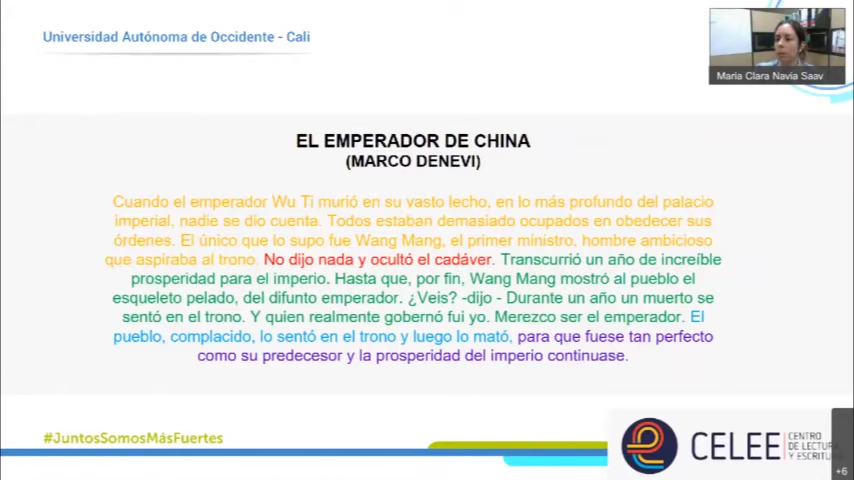 Universidad Autónoma de Occidente - Cali
Maria Clara Navia Saav
EL EMPERADOR DE CHINA
(MARCO DENEVI)
Cuando el emperador Wu Ti murió en su vasto lecho, en lo más profundo del palacio
imperial, nadie se dio cuenta. Todos estaban demasiado ocupados en obedecer sus
órdenes. El único que lo supo fue Wang Mang, el primer ministro, hombre ambicioso
que aspiraba al trono. No dijo nada y ocultó el cadáver. Transcurrió un año de increíble
prosperidad para el imperio. Hasta que, por fin, Wang Mang mostró al pueblo el
esqueleto pelado, del difunto emperador. ¿Veis? -dijo - Durante un año un muerto se
sentó en el trono. Y quien realmente gobernó fui yo. Merezco ser el emperador. El
pueblo, complacido, lo sentó en el trono y luego lo mató, para que fuese tan perfecto
como su predecesor y la prosperidad del imperio continuase.
#JuntosSomosMásFuertes
CELEE
CENTRO
DE LECTURA
Y ESCRITURA
+6